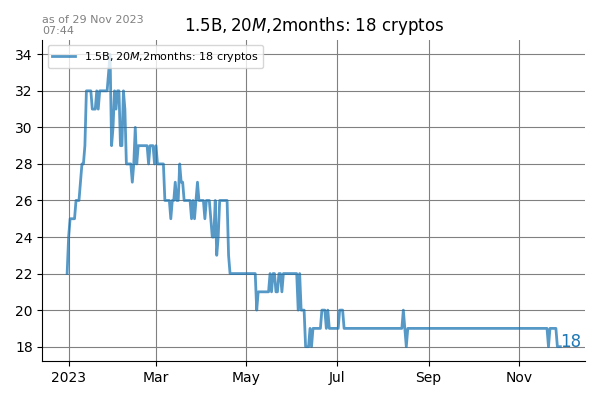 as of 29 Nov 2023
07:44
1.5B,20M,2months: 18 cryptos
1.5B,20M,2months: 18 cryptos
34
32
30
28
26
24
22
20
18
18
2023 Mar May Jul Sep Nov